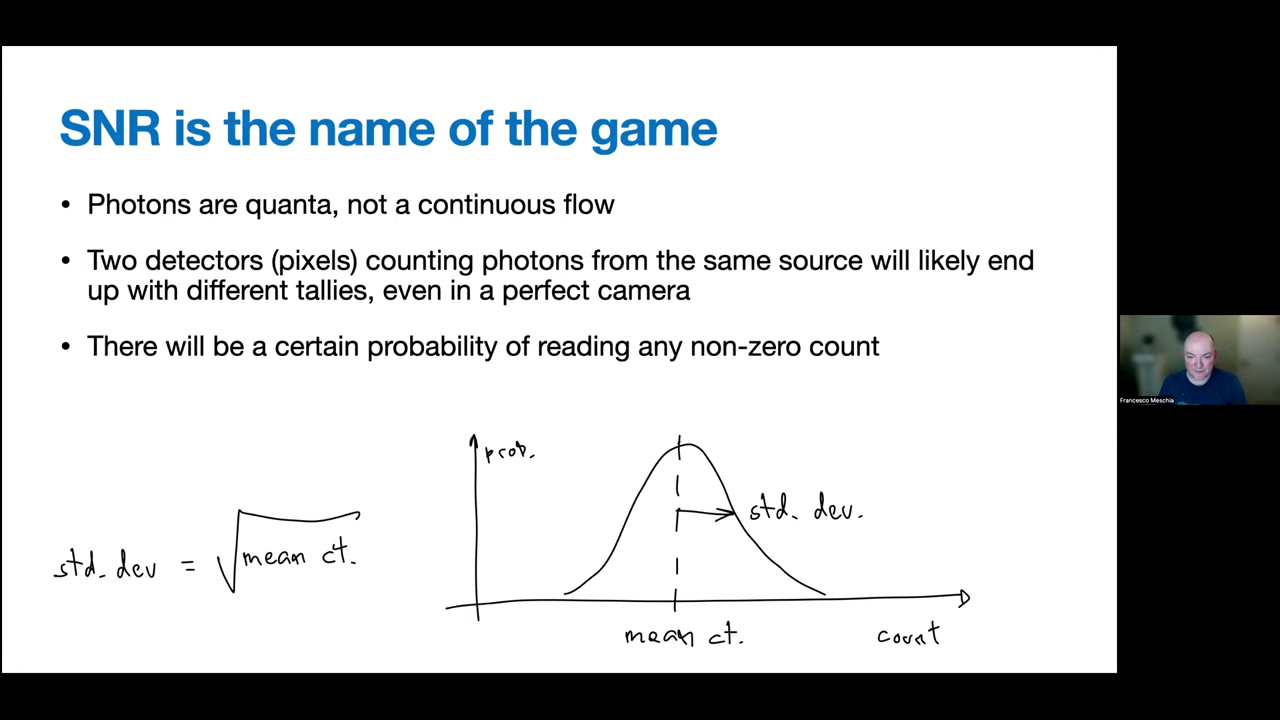 SNR is the name of the game
• Photons are quanta, not a continuous flow
• Two detectors (pixels) counting photons from the same source will likely end
up with different tallies, even in a perfect camera
• There will be a certain probability of reading any non-zero count
prob.
std. dev.
std. dev = √mean ct.
mean ct.
count
Francesco Meschia